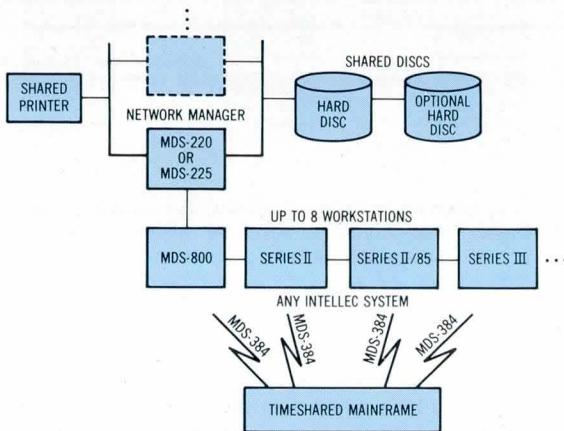 SHARED DISCS
SHARED
PRINTER
NETWORK MANAGER
HARD
DISC
OPTIONAL
HARD
DISC
MDS-220
OR
MDS-225
UP TO 8 WORKSTATIONS
MDS-800
SERIES II
SERIES II/85
SERIES III
ANY INTELLEC SYSTEM
MDS-384
MDS-384
MDS-384
MDS-384
TIMESHARED MAINFRAME